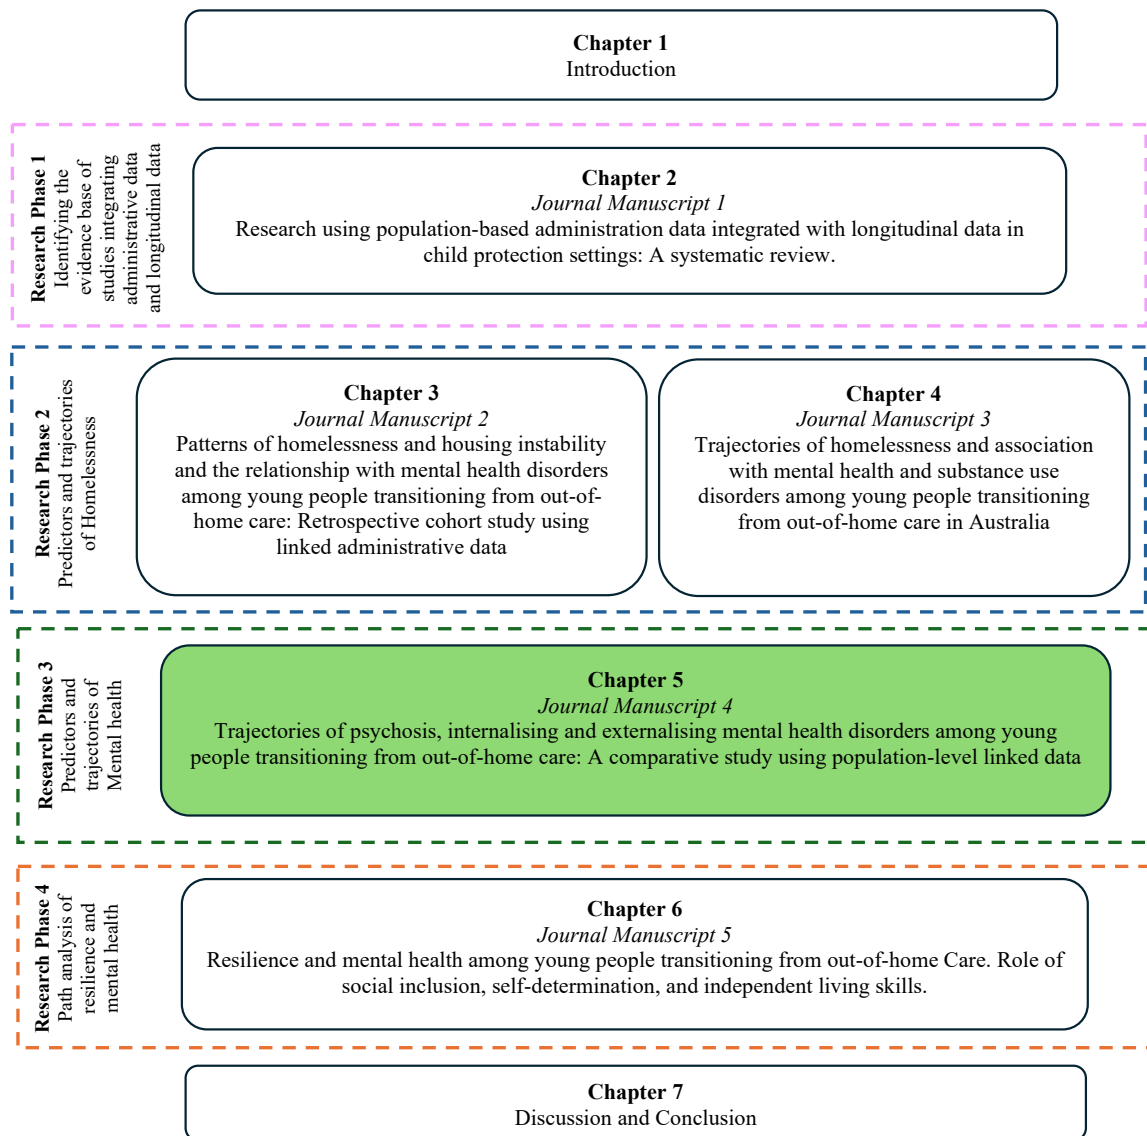 Chapter 1
Introduction
Research Phase 1
Identifying the
evidence base of
studies integrating
administrative data
and longitudinal data
Chapter 2
Journal Manuscript 1
Research using population-based administration data integrated with longitudinal data in
child protection settings: A systematic review.
Research Phase 2
Predictors and trajectories
of Homelessness
Chapter 3
Journal Manuscript 2
Patterns of homelessness and housing instability
and the relationship with mental health disorders
among young people transitioning from out-of-
home care: Retrospective cohort study using
linked administrative data
Chapter 4
Journal Manuscript 3
Trajectories of homelessness and association
with mental health and substance use
disorders among young people transitioning
from out-of-home care in Australia
Research Phase 3
Predictors and
trajectories of
Mental health
Chapter 5
Journal Manuscript 4
Trajectories of psychosis, internalising and externalising mental health disorders among young
people transitioning from out-of-home care: A comparative study using population-level linked data
Research Phase 4
Path analysis of
resilience and
mental health
Chapter 6
Journal Manuscript 5
Resilience and mental health among young people transitioning from out-of-home Care. Role of
social inclusion, self-determination, and independent living skills.
Chapter 7
Discussion and Conclusion